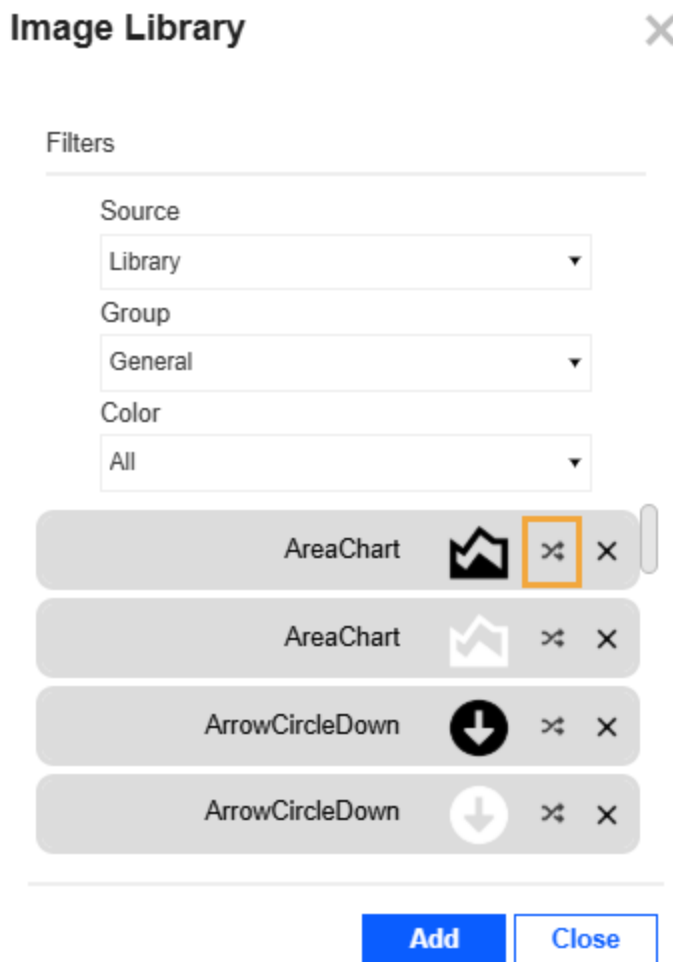 Image Library
Filters
Source
Library
Group
General
Color
All
AreaChart
AreaChart
ArrowCircleDown
ArrowCircleDown
Add
Close